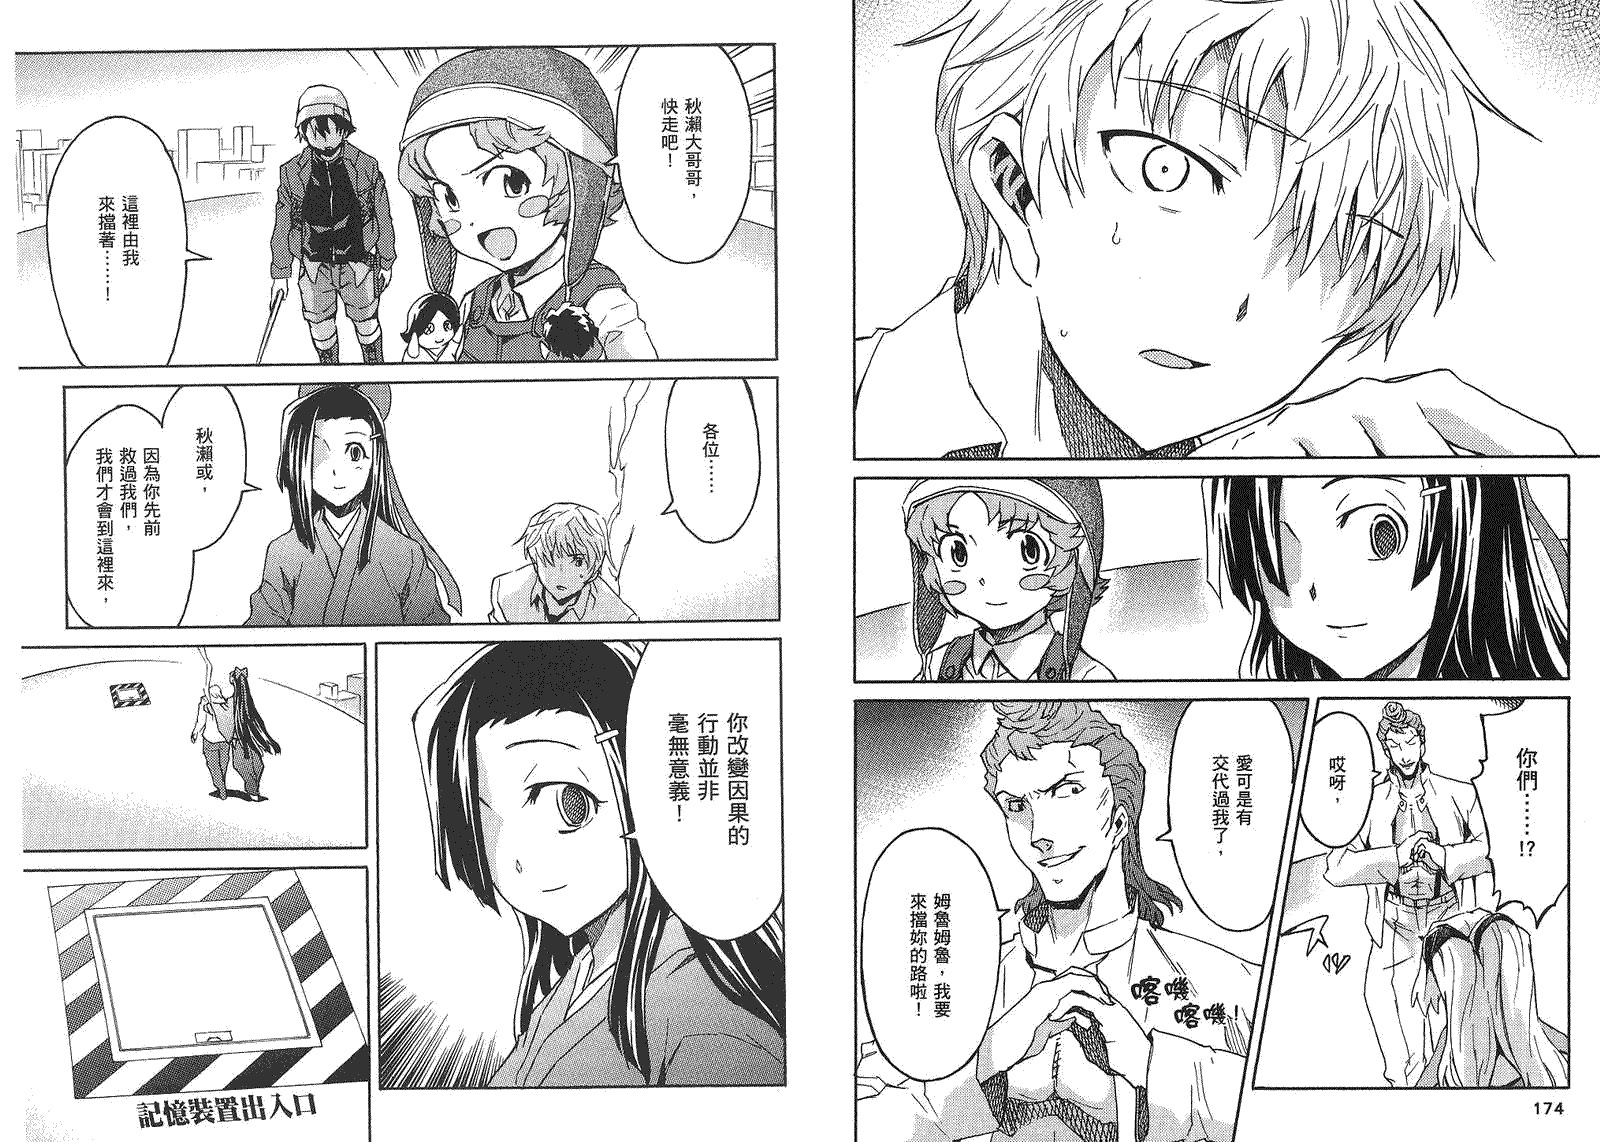 你們……!?
哎呀，
愛可是有
交代過我了，
姆魯姆魯，我要
來擋妳的路啦！
喀嘰
喀嘰！
174
秋瀨大哥哥，
快走吧！
這裡由我
來擋著……！
各位……
秋瀨或，
因為你先前
救過我們，
我們才會到這裡來，
你改變因果的
行動並非
毫無意義！
記憶裝置出入口